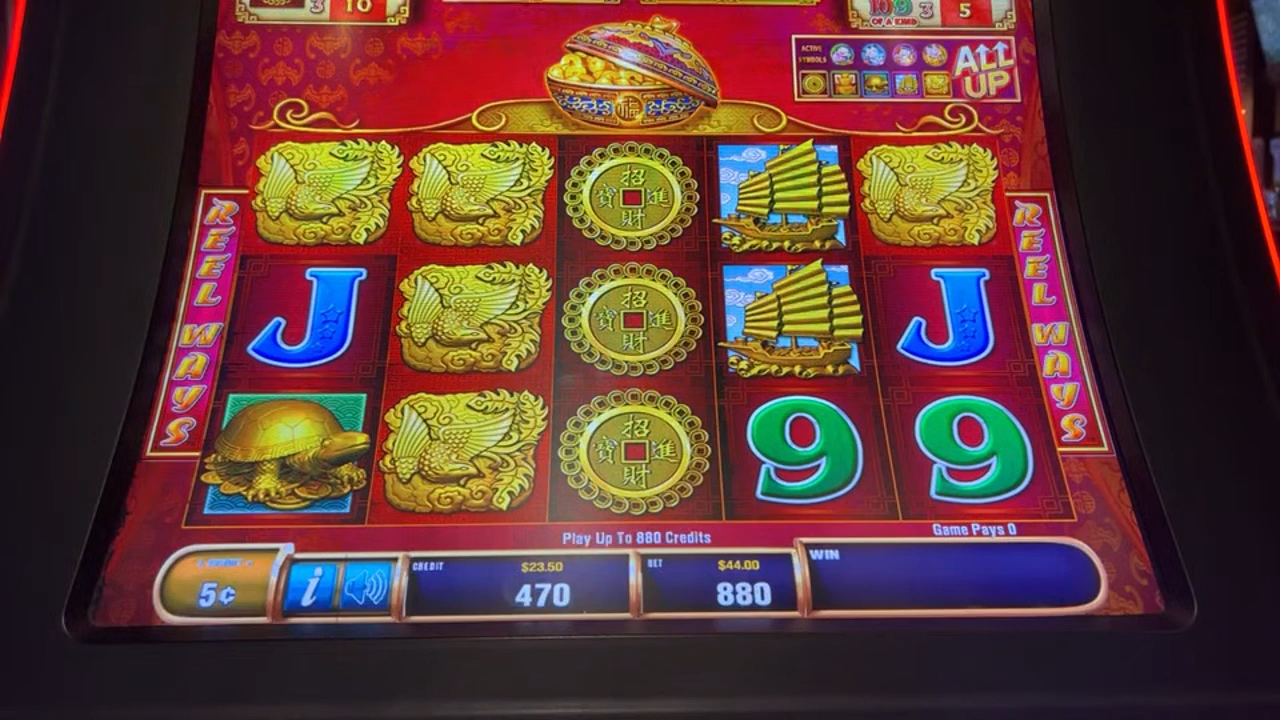 3 10
109 3 5
OF A KIND
ACTIVE SYMBOLS
ALL UP
REEL WAYS
REEL WAYS
招 進 財 寶
J
招 進 財 寶
J
招 進 財 寶
9 9
Play Up To 880 Credits
Game Pays 0
5¢
i
CREDIT $23.50
470
BET $44.00
880
WIN